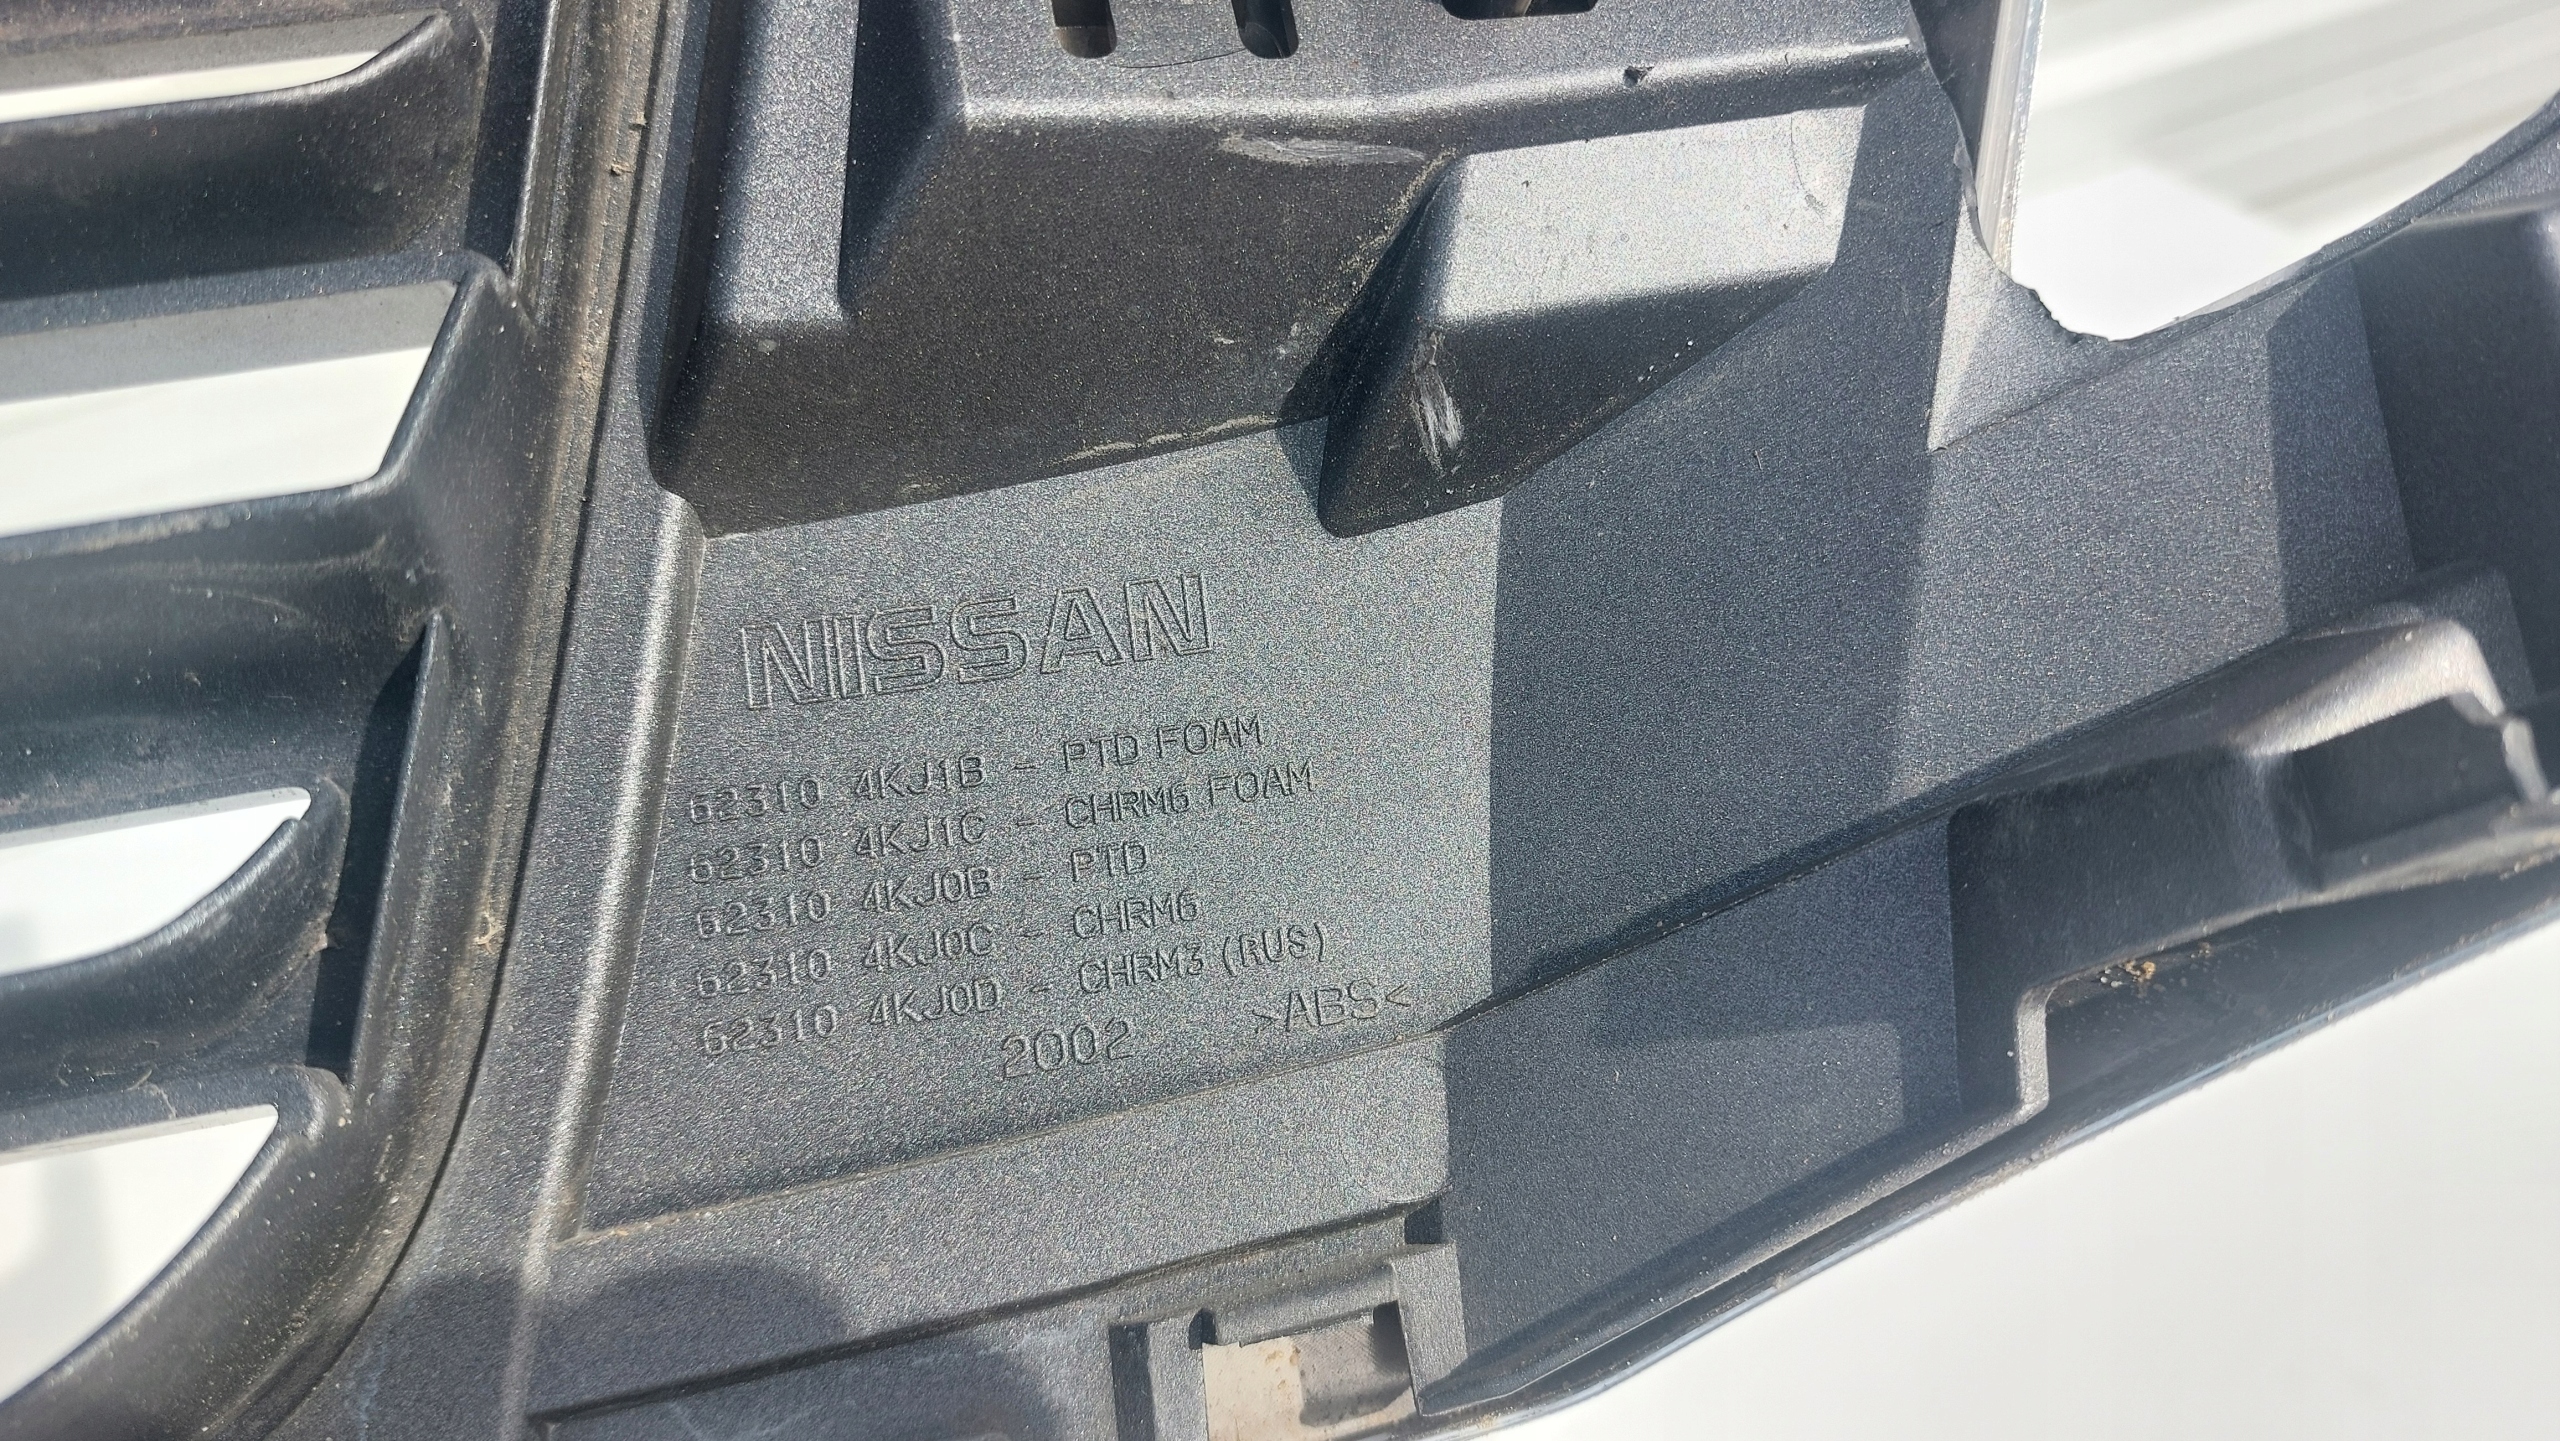 NISSAN
62310 4KJ1B - PTD FOAM
62310 4KJ1C - CHRM6 FOAM
62310 4KJ0B - PTD
62310 4KJ0C - CHRM6
62310 4KJ0D - CHRM3 (RUS)
2002 >ABS<